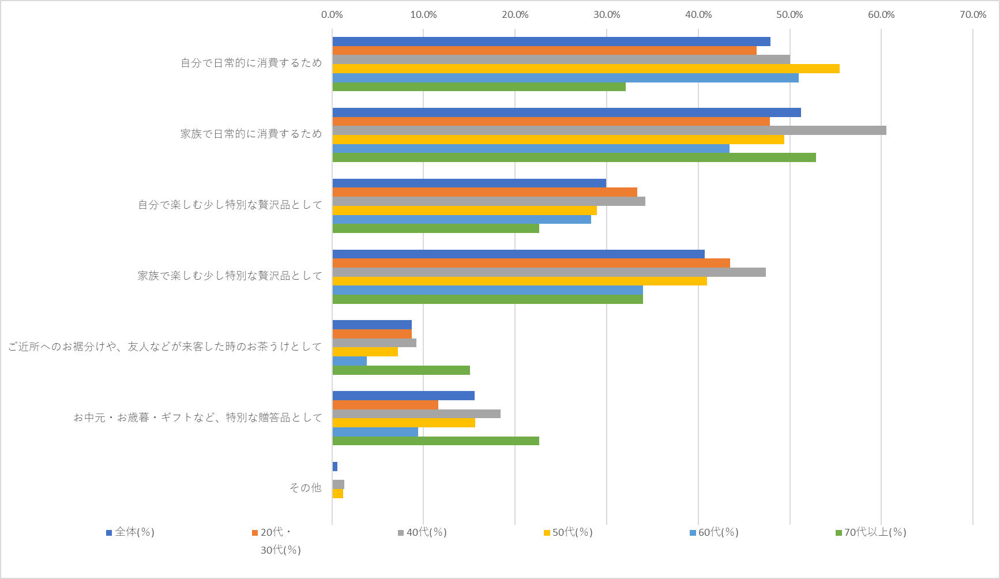 0.0% 10.0% 20.0% 30.0% 40.0% 50.0% 60.0% 70.0%
自分で日常的に消費するため
家族で日常的に消費するため
自分で楽しむ少し特別な贅沢品として
家族で楽しむ少し特別な贅沢品として
ご近所へのお裾分けや、友人などが来客した時のお茶うけとして
お中元・お歳暮・ギフトなど、特別な贈答品として
その他
全体(%) 20代・ 40代(%) 50代(%) 60代(%) 70代以上(%)
30代(%)